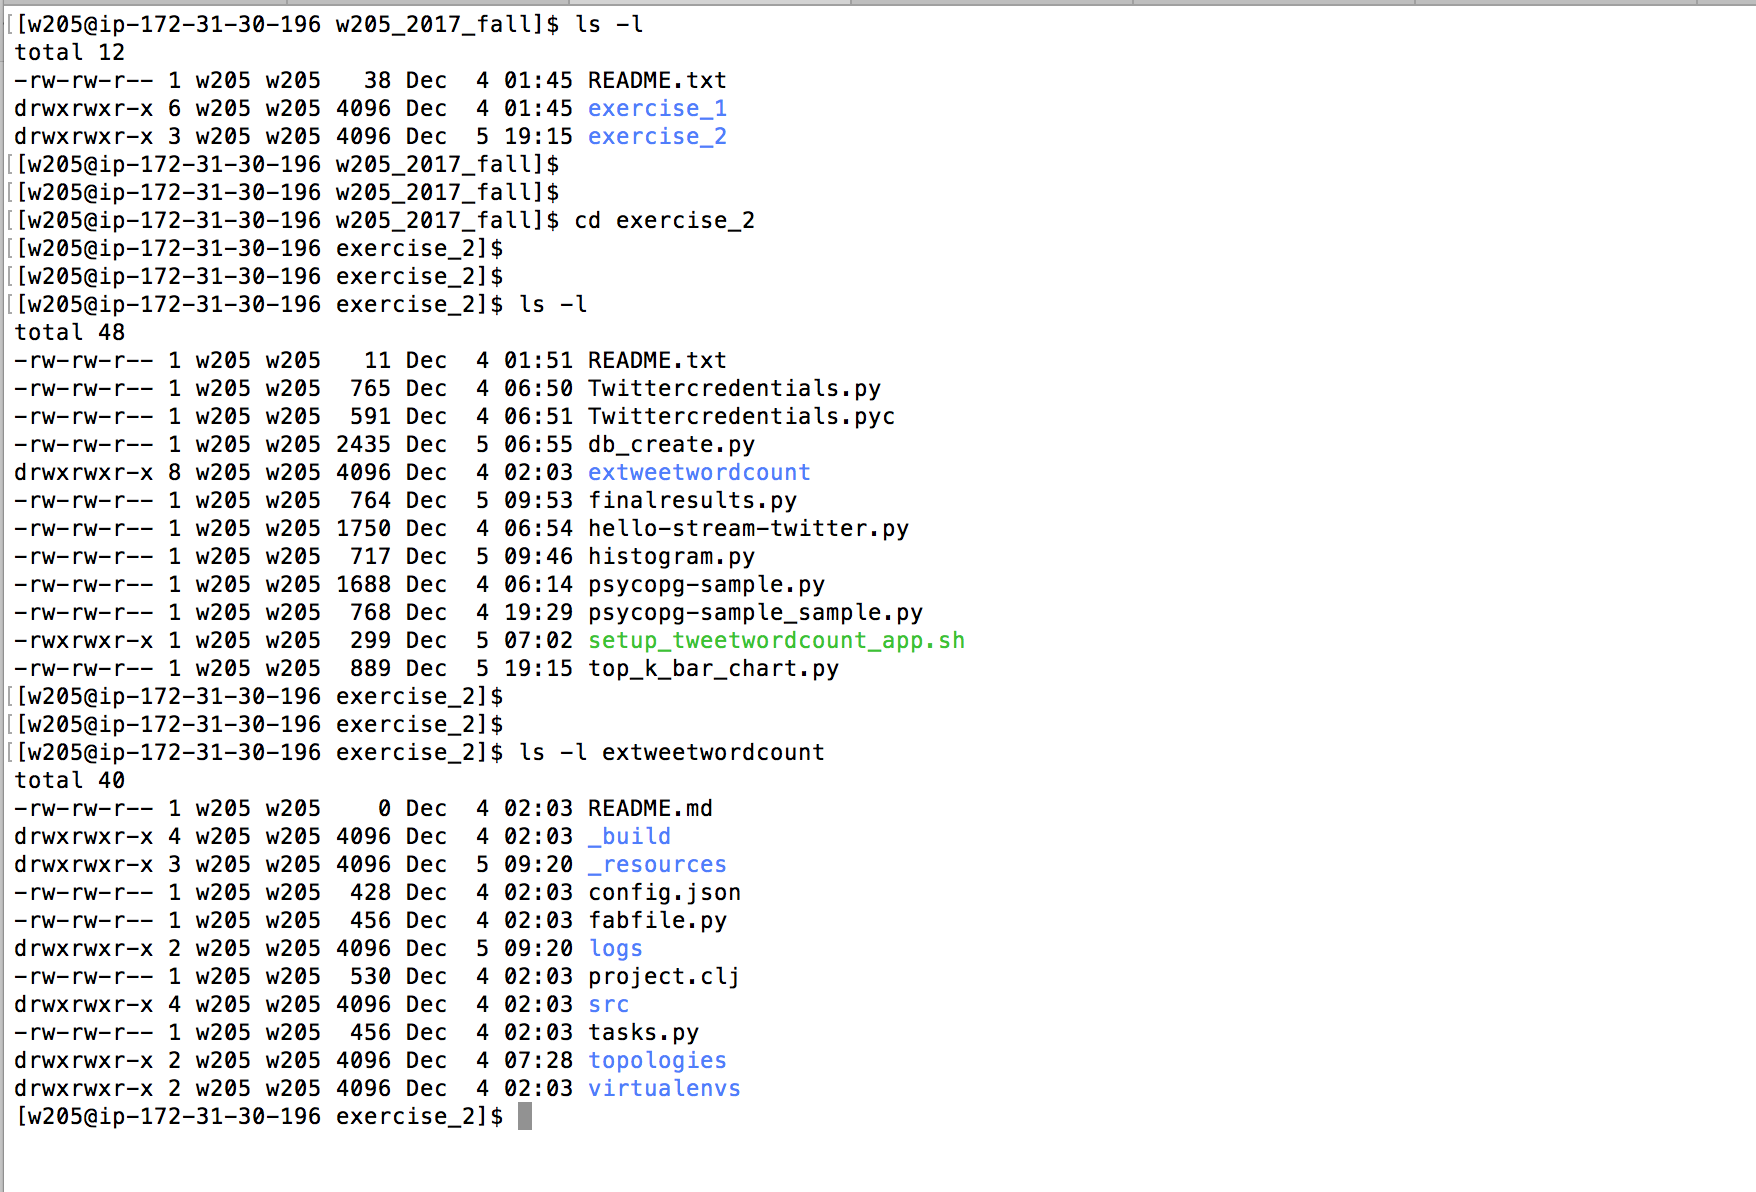 [[w205@ip-172-31-30-196 w205_2017_fall]$ ls -l
total 12
-rw-rw-r-- 1 w205 w205   38 Dec  4 01:45 README.txt
drwxrwxr-x 6 w205 w205 4096 Dec  4 01:45 exercise_1
drwxrwxr-x 3 w205 w205 4096 Dec  5 19:15 exercise_2
[[w205@ip-172-31-30-196 w205_2017_fall]$
[[w205@ip-172-31-30-196 w205_2017_fall]$
[[w205@ip-172-31-30-196 w205_2017_fall]$ cd exercise_2
[[w205@ip-172-31-30-196 exercise_2]$
[[w205@ip-172-31-30-196 exercise_2]$
[[w205@ip-172-31-30-196 exercise_2]$ ls -l
total 48
-rw-rw-r-- 1 w205 w205   11 Dec  4 01:51 README.txt
-rw-rw-r-- 1 w205 w205  765 Dec  4 06:50 Twittercredentials.py
-rw-rw-r-- 1 w205 w205  591 Dec  4 06:51 Twittercredentials.pyc
-rw-rw-r-- 1 w205 w205 2435 Dec  5 06:55 db_create.py
drwxrwxr-x 8 w205 w205 4096 Dec  4 02:03 extweetwordcount
-rw-rw-r-- 1 w205 w205  764 Dec  5 09:53 finalresults.py
-rw-rw-r-- 1 w205 w205 1750 Dec  4 06:54 hello-stream-twitter.py
-rw-rw-r-- 1 w205 w205  717 Dec  5 09:46 histogram.py
-rw-rw-r-- 1 w205 w205 1688 Dec  4 06:14 psycopg-sample.py
-rw-rw-r-- 1 w205 w205  768 Dec  4 19:29 psycopg-sample_sample.py
-rwxrwxr-x 1 w205 w205  299 Dec  5 07:02 setup_tweetwordcount_app.sh
-rw-rw-r-- 1 w205 w205  889 Dec  5 19:15 top_k_bar_chart.py
[[w205@ip-172-31-30-196 exercise_2]$
[[w205@ip-172-31-30-196 exercise_2]$
[[w205@ip-172-31-30-196 exercise_2]$ ls -l extweetwordcount
total 40
-rw-rw-r-- 1 w205 w205    0 Dec  4 02:03 README.md
drwxrwxr-x 4 w205 w205 4096 Dec  4 02:03 _build
drwxrwxr-x 3 w205 w205 4096 Dec  5 09:20 _resources
-rw-rw-r-- 1 w205 w205  428 Dec  4 02:03 config.json
-rw-rw-r-- 1 w205 w205  456 Dec  4 02:03 fabfile.py
drwxrwxr-x 2 w205 w205 4096 Dec  5 09:20 logs
-rw-rw-r-- 1 w205 w205  530 Dec  4 02:03 project.clj
drwxrwxr-x 4 w205 w205 4096 Dec  4 02:03 src
-rw-rw-r-- 1 w205 w205  456 Dec  4 02:03 tasks.py
drwxrwxr-x 2 w205 w205 4096 Dec  4 07:28 topologies
drwxrwxr-x 2 w205 w205 4096 Dec  4 02:03 virtualenvs
[w205@ip-172-31-30-196 exercise_2]$